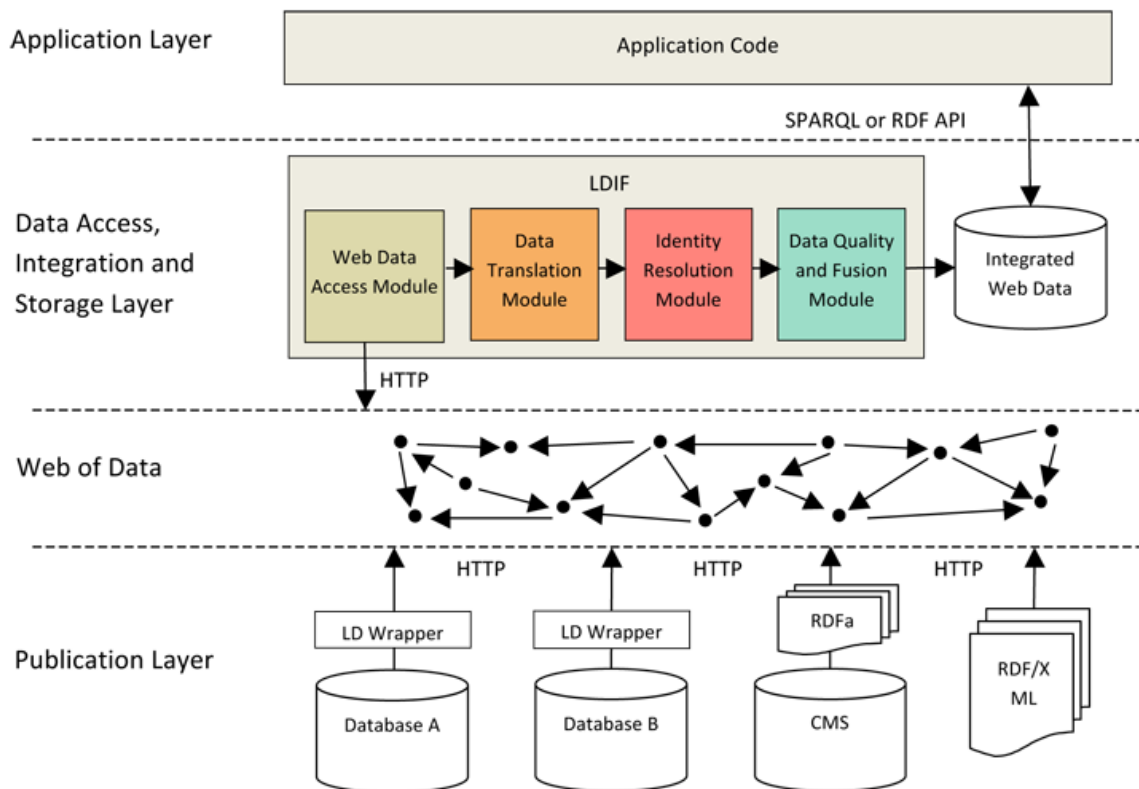 Application Layer
Application Code
SPARQL or RDF API
LDIF
Data Access,
Integration and
Storage Layer
Web Data
Access Module
Data
Translation
Module
Identity
Resolution
Module
Data Quality
and Fusion
Module
Integrated
Web Data
HTTP
Web of Data
HTTP
HTTP
HTTP
Publication Layer
LD Wrapper
Database A
LD Wrapper
Database B
RDFa
CMS
RDF/X
ML